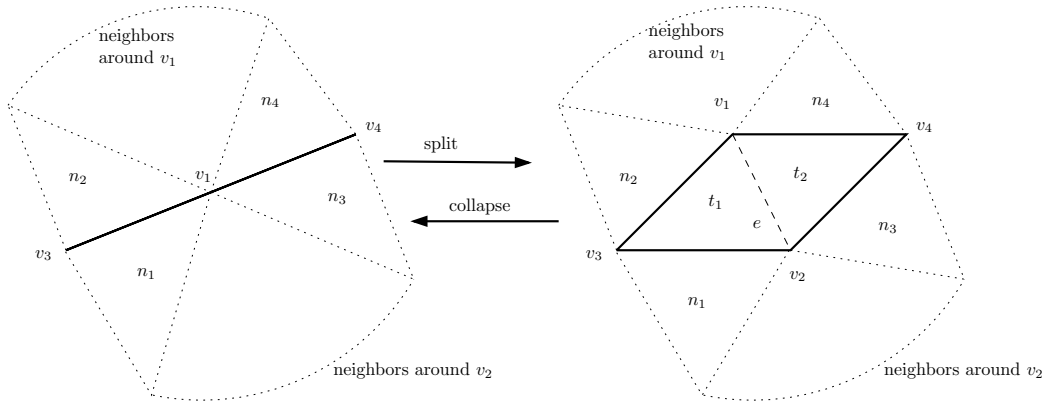 neighbors
around v₁
n₄
v₄
n₂
v₁
n₃
v₃
n₁
neighbors around v₂
split
collapse
neighbors
around v₁
v₁
n₄
v₄
n₂
t₂
t₁
e
n₃
v₃
v₂
n₁
neighbors around v₂